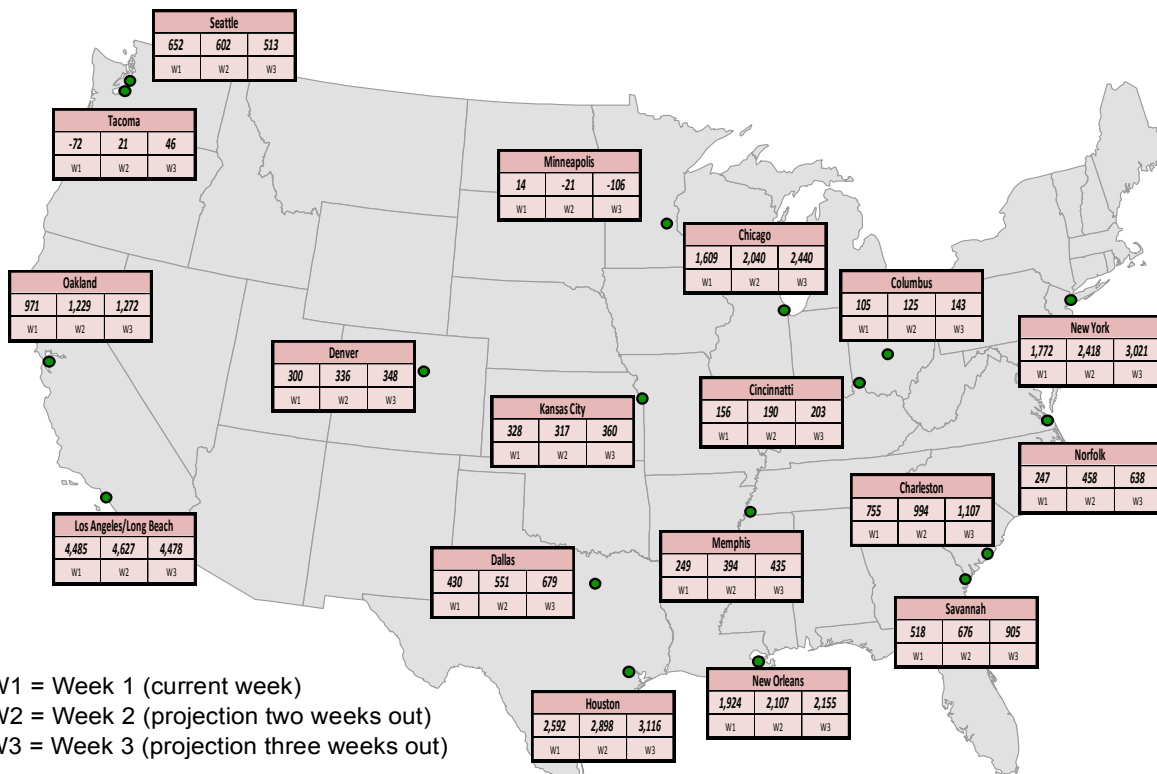 Seattle
652 602 513
W1 W2 W3
Tacoma
-72 21 46
W1 W2 W3
Minneapolis
14 -21 -106
W1 W2 W3
Chicago
1,609 2,040 2,440
W1 W2 W3
Oakland
971 1,229 1,272
W1 W2 W3
Columbus
105 125 143
W1 W2 W3
New York
1,772 2,418 3,021
W1 W2 W3
Denver
300 336 348
W1 W2 W3
Cincinnatti
156 190 203
W1 W2 W3
Kansas City
328 317 360
W1 W2 W3
Norfolk
247 458 638
W1 W2 W3
Charleston
755 994 1,107
W1 W2 W3
Los Angeles/Long Beach
4,485 4,627 4,478
W1 W2 W3
Memphis
249 394 435
W1 W2 W3
Dallas
430 551 679
W1 W2 W3
Savannah
518 676 905
W1 W2 W3
New Orleans
1,924 2,107 2,155
W1 W2 W3
Houston
2,592 2,898 3,116
W1 W2 W3
W1 = Week 1 (current week)
W2 = Week 2 (projection two weeks out)
W3 = Week 3 (projection three weeks out)